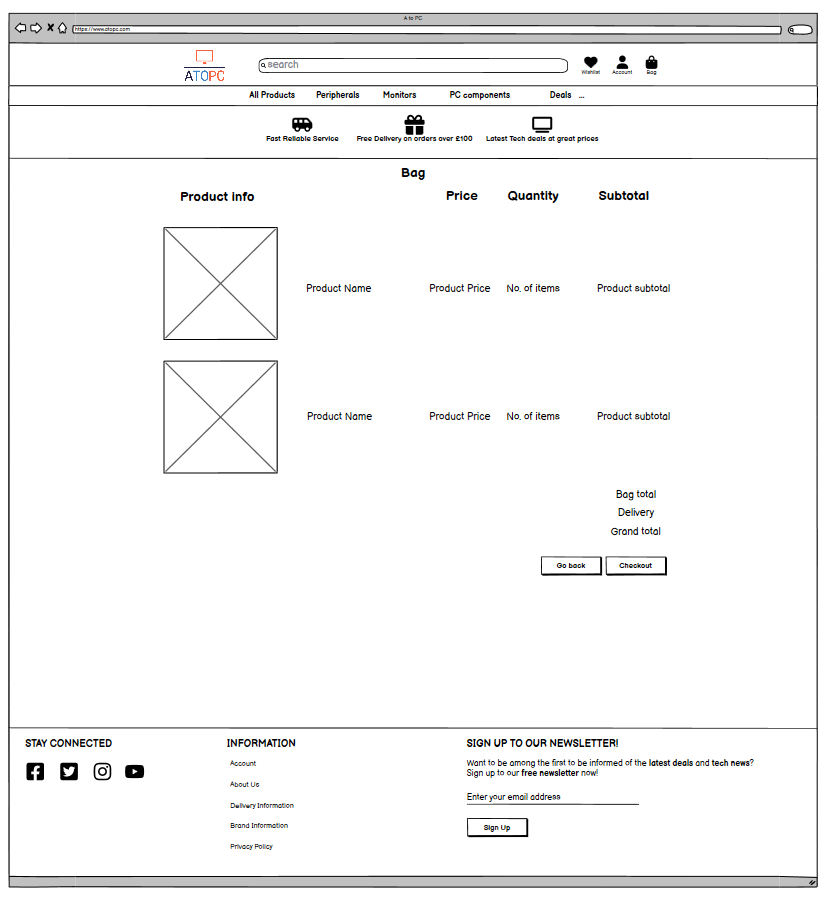 A to PC
https://www.atopc.com
ATOPC
search
Wishlist Account Bag
All Products Peripherals Monitors PC components Deals ...
Fast Reliable Service Free Delivery on orders over £100 Latest Tech deals at great prices
Bag
Product info Price Quantity Subtotal
Product Name Product Price No. of items Product subtotal
Product Name Product Price No. of items Product subtotal
Bag total
Delivery
Grand total
Go back Checkout
STAY CONNECTED
INFORMATION
Account
About Us
Delivery Information
Brand Information
Privacy Policy
SIGN UP TO OUR NEWSLETTER!
Want to be among the first to be informed of the latest deals and tech news?
Sign up to our free newsletter now!
Enter your email address
Sign Up